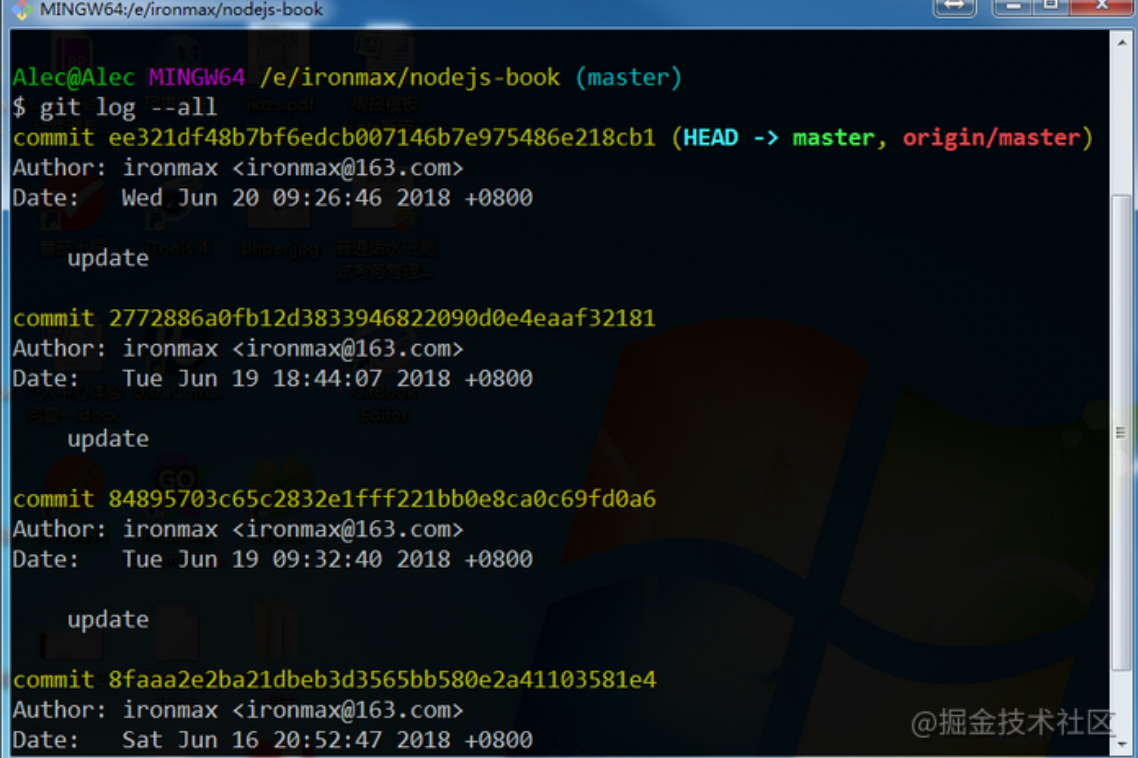 MINGW64:/e/ironmax/nodejs-book
Alec@Alec MINGW64 /e/ironmax/nodejs-book (master)
$ git log --all
commit ee321df48b7bf6edcb007146b7e975486e218cb1 (HEAD -> master, origin/master)
Author: ironmax <ironmax@163.com>
Date:   Wed Jun 20 09:26:46 2018 +0800
update
commit 2772886a0fb12d3833946822090d0e4eaaf32181
Author: ironmax <ironmax@163.com>
Date:   Tue Jun 19 18:44:07 2018 +0800
update
commit 84895703c65c2832e1fff221bb0e8ca0c69fd0a6
Author: ironmax <ironmax@163.com>
Date:   Tue Jun 19 09:32:40 2018 +0800
update
commit 8faaa2e2ba21dbeb3d3565bb580e2a41103581e4
Author: ironmax <ironmax@163.com>
Date:   Sat Jun 16 20:52:47 2018 +0800
@掘金技术社区